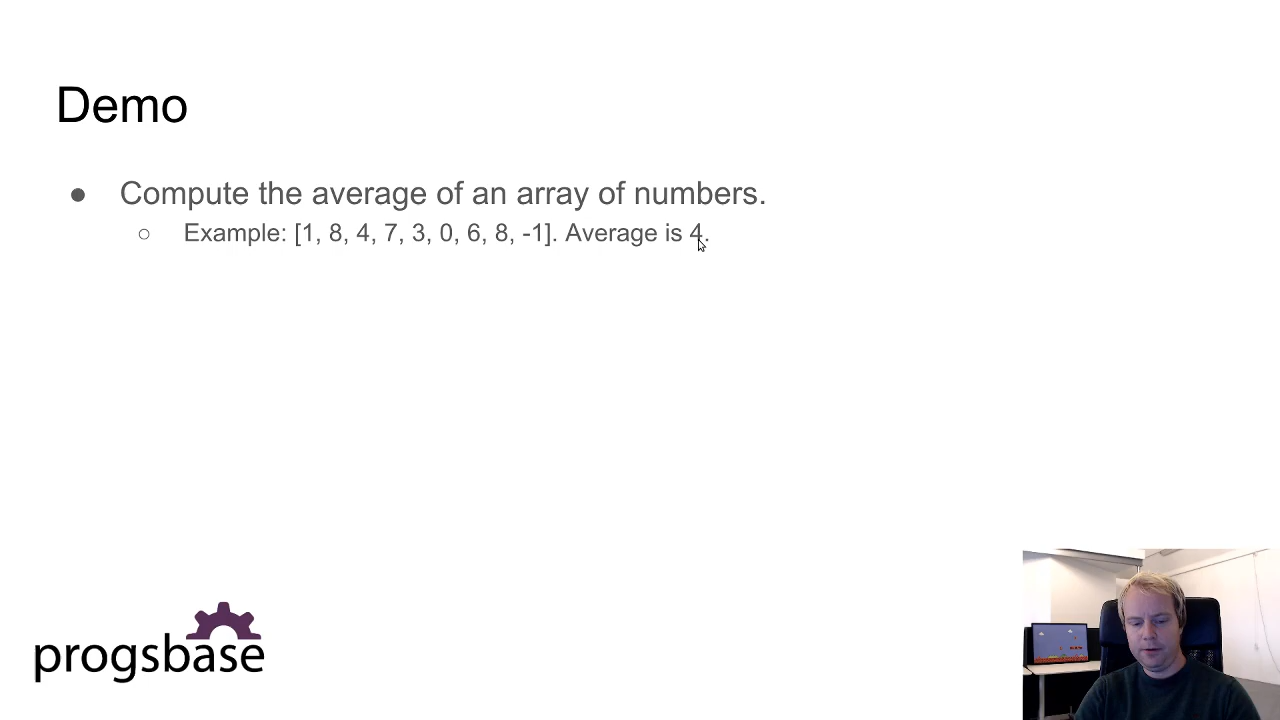 Demo
● Compute the average of an array of numbers.
○ Example: [1, 8, 4, 7, 3, 0, 6, 8, -1]. Average is 4.
progsbase